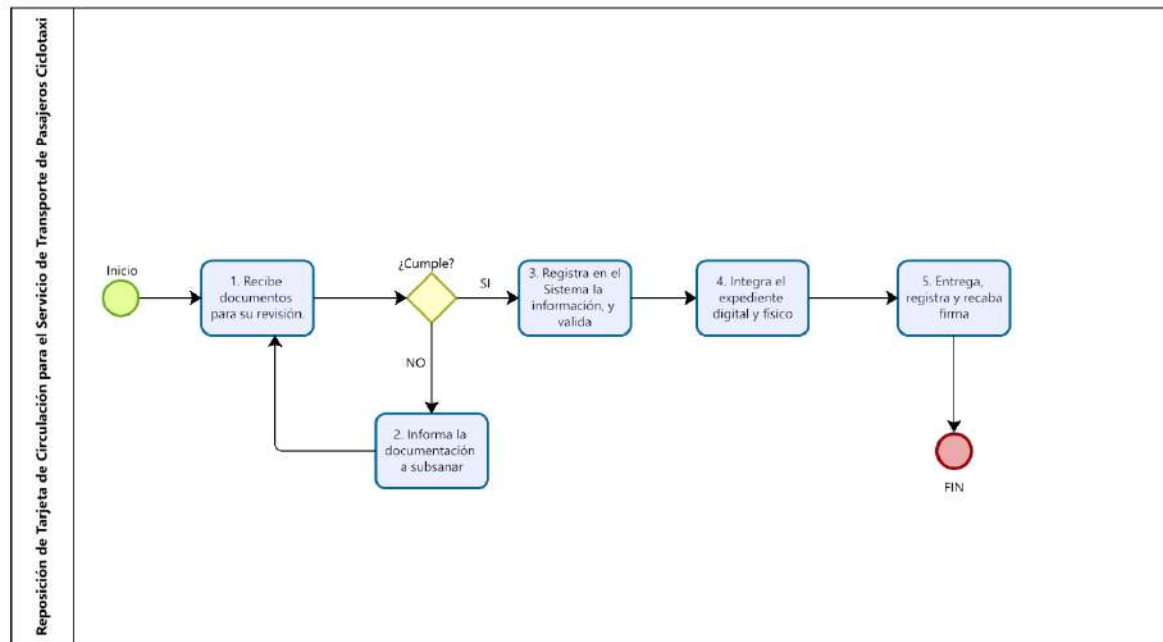 Reposición de Tarjeta de Circulación para el Servicio de Transporte de Pasajeros Ciclotaxi
Inicio
1. Recibe
documentos
para su revisión.
¿Cumple?
SI
NO
2. Informa la
documentación
a subsanar
3. Registra en el
Sistema la
información, y
valida
4. Integra el
expediente
digital y físico
5. Entrega,
registra y recaba
firma
FIN